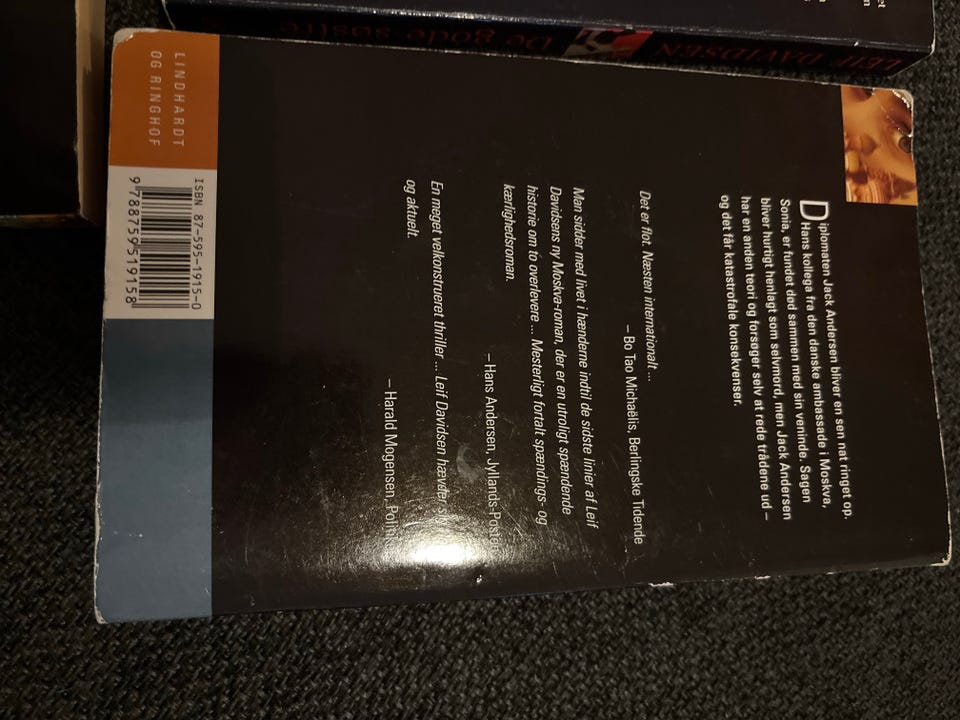 Diplomaten Jack Andersen bliver en sen nat ringet op.
Hans kollega fra den danske ambassade i Moskva,
Sonia, er fundet død sammen med sin veninde. Sagen
bliver hurtigt henlagt som selvmord, men Jack Andersen
har en anden teori og forsøger selv at rede trådene ud –
og det får katastrofale konsekvenser.
Det er flot. Næsten internationalt ...
– Bo Tao Michaëlis, Berlingske Tidende
Man sidder med livet i hænderne indtil de sidste linier af Leif
Davidsens ny Moskva-roman, der er en utroligt spændende
historie om to overlevere ... Mesterligt fortalt spændings- og
kærlighedsroman.
– Hans Andersen, Jyllands-Posten
En meget velkonstrueret thriller ... Leif Davidsen hævder
og aktuelt.
– Harald Mogensen,
LINDHARDT
OG RINGHOF
ISBN 87-595-1915-0
9 788759 519158
LEIF DAVIDSEN De gode søstre
et
n